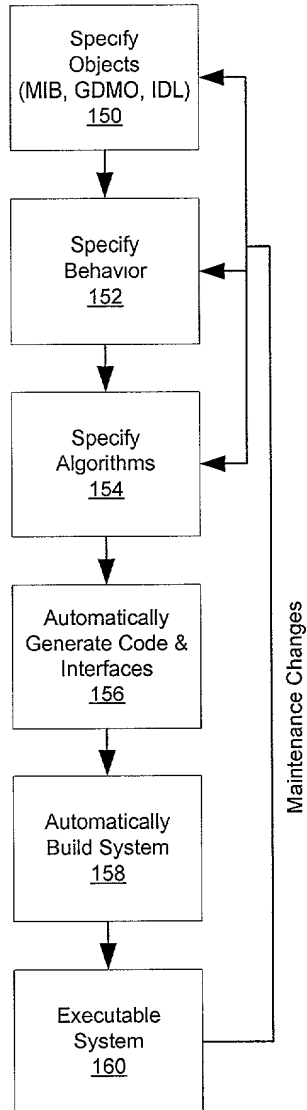 Specify
Objects
(MIB, GDMO, IDL)
150
Specify
Behavior
152
Specify
Algorithms
154
Automatically
Generate Code &
Interfaces
156
Automatically
Build System
158
Executable
System
160
Maintenance Changes